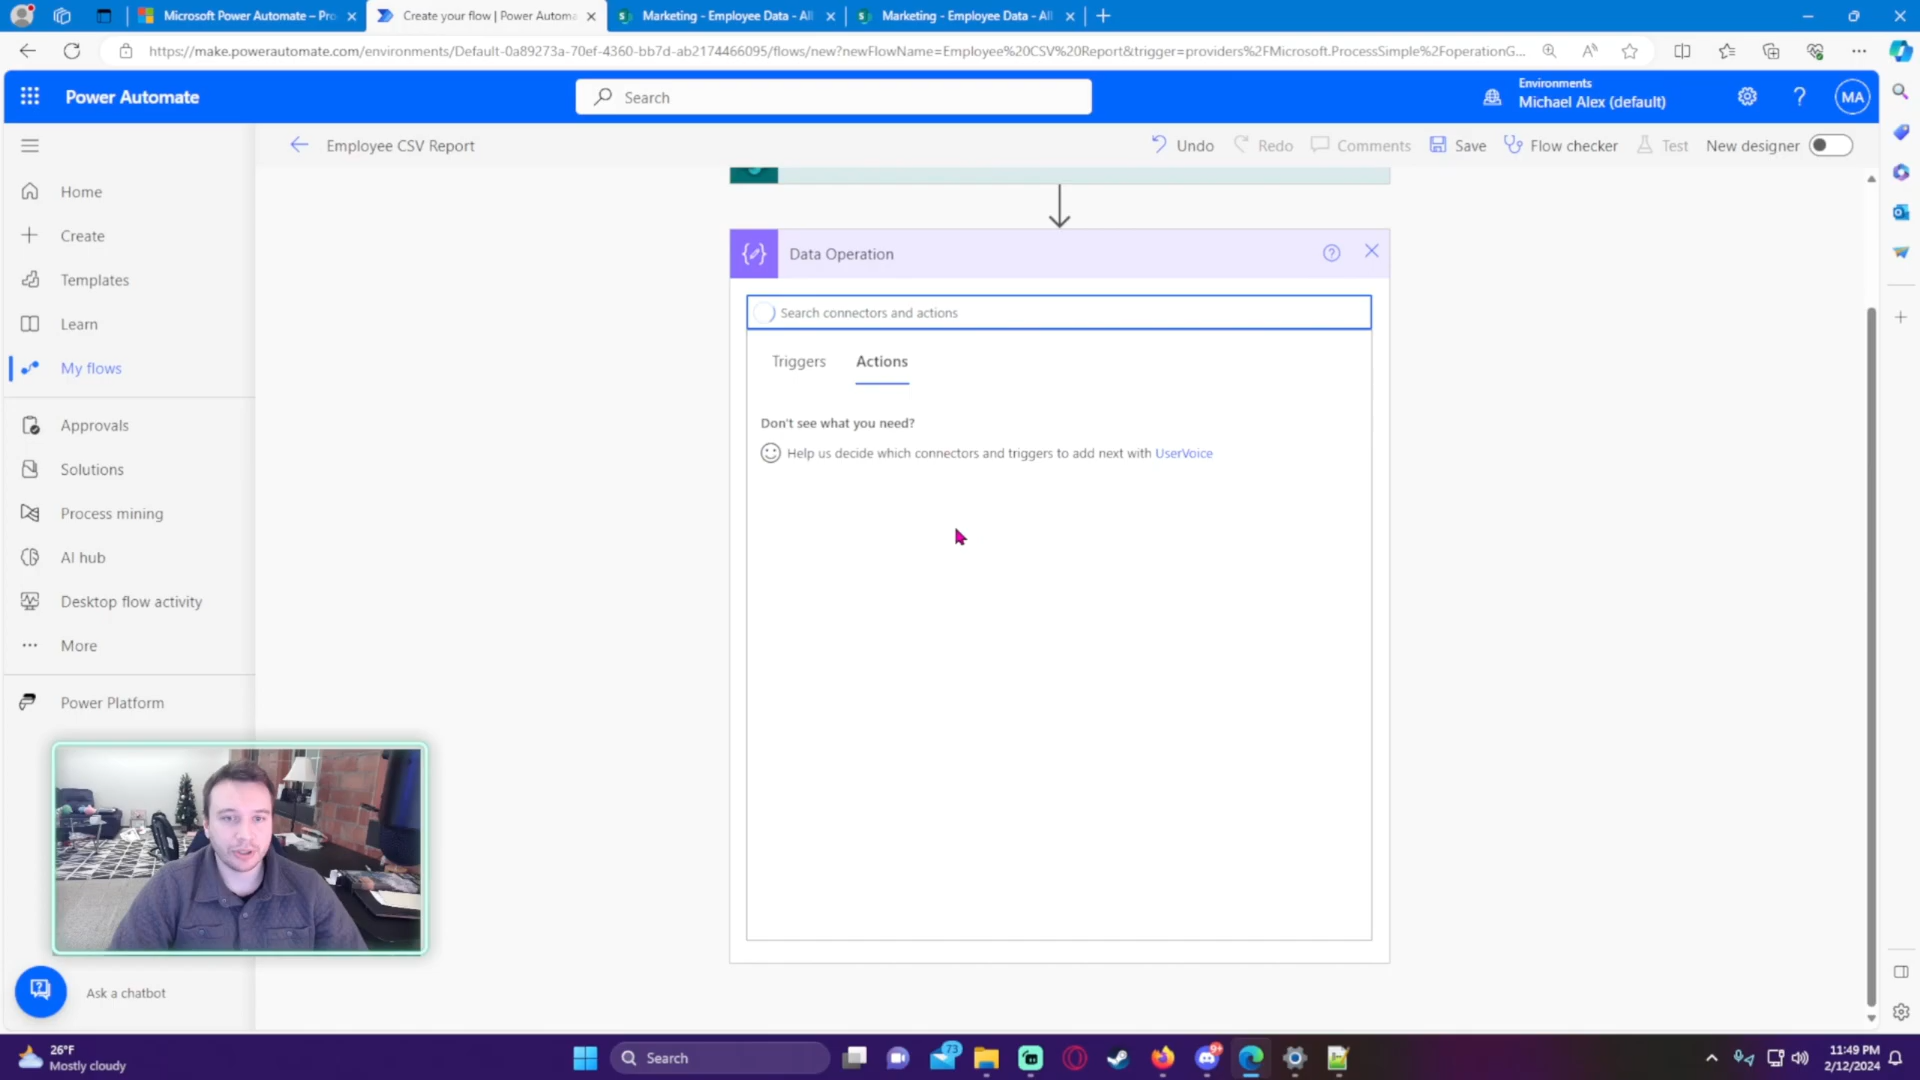 Microsoft Power Automate – Pro
Create your flow | Power Automa
Marketing - Employee Data - All
Marketing - Employee Data - All
https://make.powerautomate.com/environments/Default-0a89273a-70ef-4360-bb7d-ab2174466095/flows/new?newFlowName=Employee%20CSV%20Report&trigger=providers%2FMicrosoft.ProcessSimple%2FoperationG...
Power Automate
Search
Environments
Michael Alex (default)
?
MA
Employee CSV Report
Undo
Redo
Comments
Save
Flow checker
Test
New designer
Home
Create
Templates
Learn
My flows
Approvals
Solutions
Process mining
AI hub
Desktop flow activity
More
Power Platform
Ask a chatbot
Data Operation
Search connectors and actions
Triggers
Actions
Don't see what you need?
Help us decide which connectors and triggers to add next with UserVoice
26°F
Mostly cloudy
Search
73
9+
11:49 PM
2/12/2024